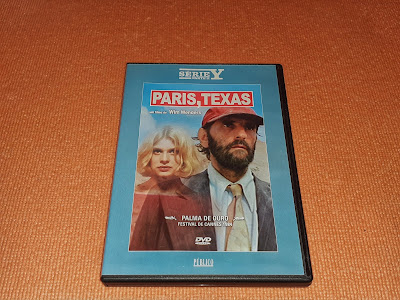 SÉRIE Y
PARIS, TEXAS
um filme de Wim Wenders
PALMA DE OURO
FESTIVAL DE CANNES 1984
DVD
PÚBLICO